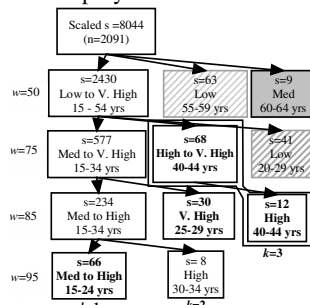 Scaled s =8044
(n=2091)
w=50
s=2430
Low to V. High
15 - 54 yrs
s=63
Low
55-59 yrs
s=9
Med
60-64 yrs
w=75
s=577
Med to V. High
15-34 yrs
s=68
High to V. High
40-44 yrs
s=41
Low
20-29 yrs
w=85
s=234
Med to High
15-34 yrs
s=30
V. High
25-29 yrs
s=12
High
40-44 yrs
k=3
w=95
s=66
Med to High
15-24 yrs
s= 8
High
30-34 yrs